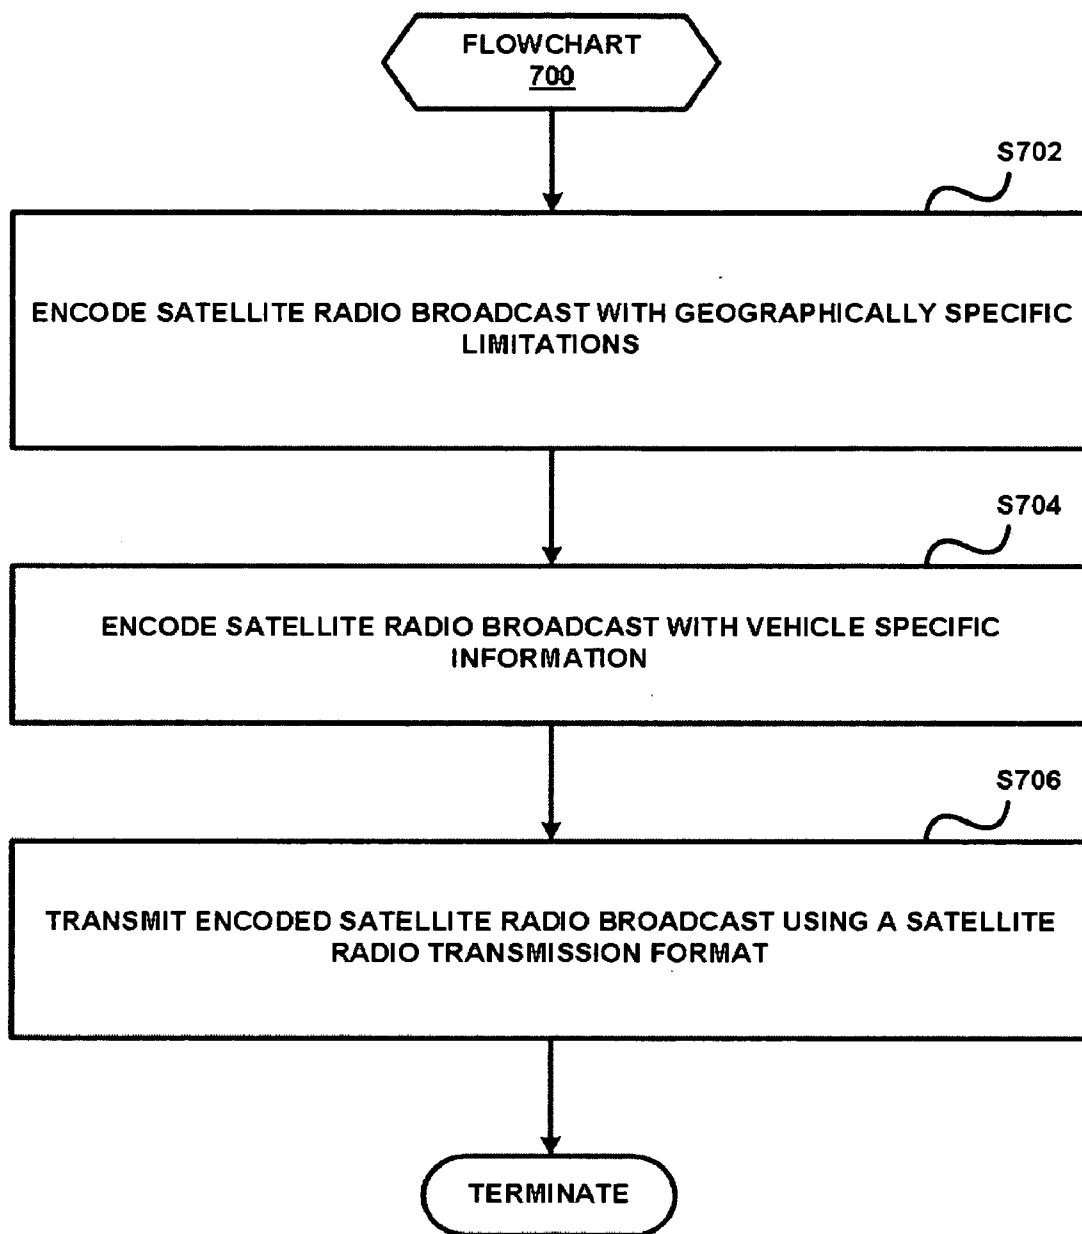 FLOWCHART
700
S702
ENCODE SATELLITE RADIO BROADCAST WITH GEOGRAPHICALLY SPECIFIC
LIMITATIONS
S704
ENCODE SATELLITE RADIO BROADCAST WITH VEHICLE SPECIFIC
INFORMATION
S706
TRANSMIT ENCODED SATELLITE RADIO BROADCAST USING A SATELLITE
RADIO TRANSMISSION FORMAT
TERMINATE